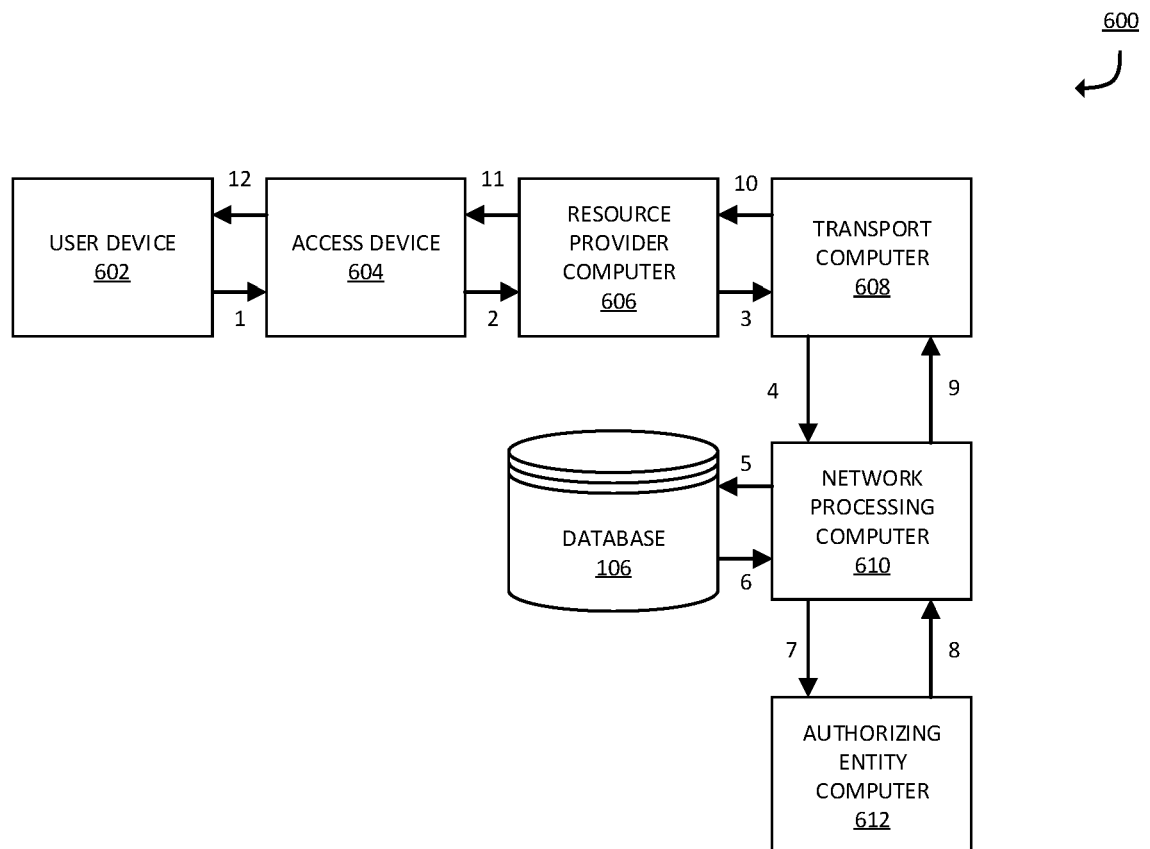 600
12
11
10
USER DEVICE
602
ACCESS DEVICE
604
RESOURCE
PROVIDER
COMPUTER
606
TRANSPORT
COMPUTER
608
1
2
3
4
9
DATABASE
106
5
6
NETWORK
PROCESSING
COMPUTER
610
7
8
AUTHORIZING
ENTITY
COMPUTER
612